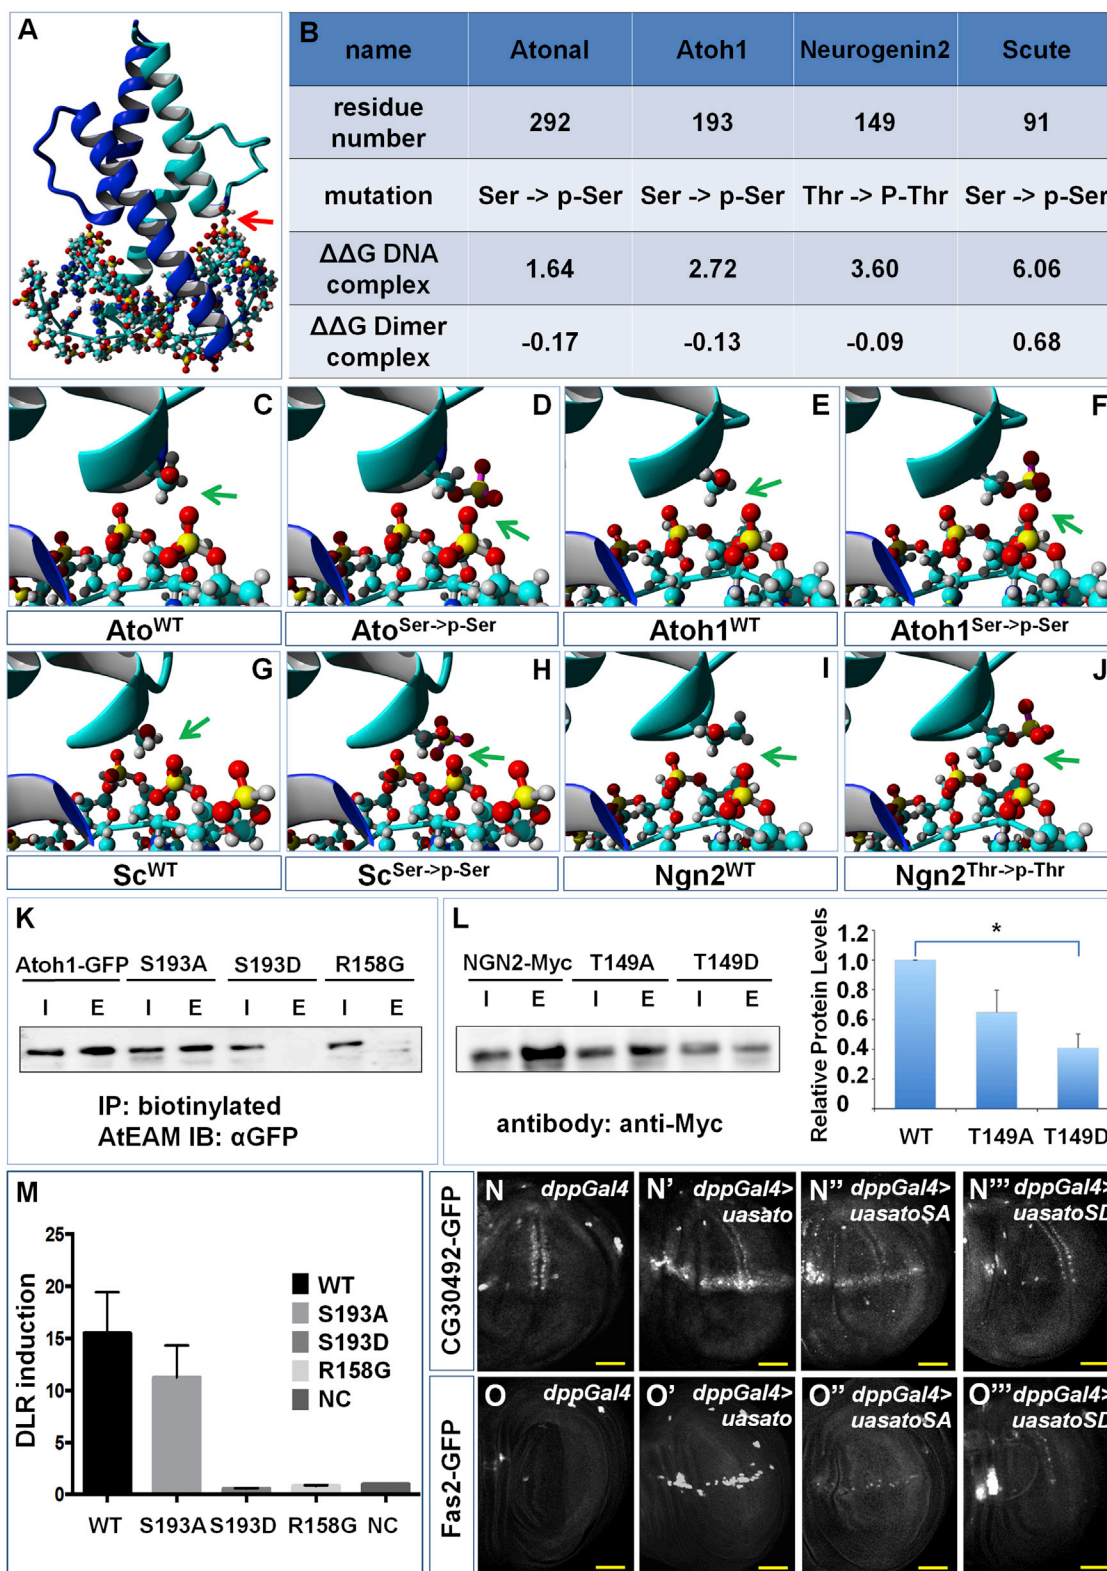 A
B
name Atonal Atoh1 Neurogenin2 Scute
residue number 292 193 149 91
mutation Ser -> p-Ser Ser -> p-Ser Thr -> P-Thr Ser -> p-Ser
ΔΔG DNA complex 1.64 2.72 3.60 6.06
ΔΔG Dimer complex -0.17 -0.13 -0.09 0.68
C D E F
Ato^WT Ato^Ser->p-Ser Atoh1^WT Atoh1^Ser->p-Ser
G H I J
Sc^WT Sc^Ser->p-Ser Ngn2^WT Ngn2^Thr->p-Thr
K
Atoh1-GFP S193A S193D R158G
I E I E I E I E
IP: biotinylated
AtEAM IB: αGFP
L
NGN2-Myc T149A T149D
I E I E I E
antibody: anti-Myc
Relative Protein Levels
1.2
1.0
0.8
0.6
0.4
0.2
0
*
WT T149A T149D
M
DLR induction
25
20
15
10
5
0
WT
S193A
S193D
R158G
NC
WT S193A S193D R158G NC
CG30492-GFP
N dppGal4
N' dppGal4>
uasato
N'' dppGal4>
uasatoSA
N''' dppGal4>
uasatoSD
Fas2-GFP
O dppGal4
O' dppGal4>
uasato
O'' dppGal4>
uasatoSA
O''' dppGal4>
uasatoSD